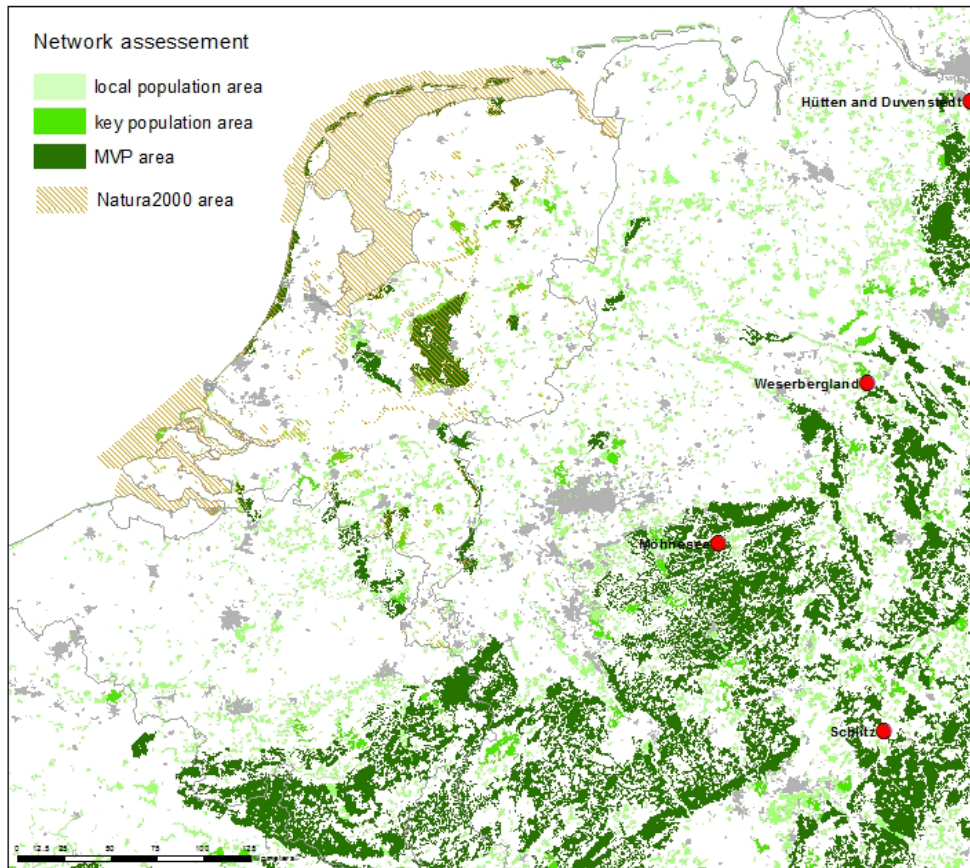 Network assessement
local population area
key population area
MVP area
Natura2000 area
Hütten and Duvenstedt
Weserbergland
Möhnesee
Schlitz
0 12.5 25 50 75 100 125